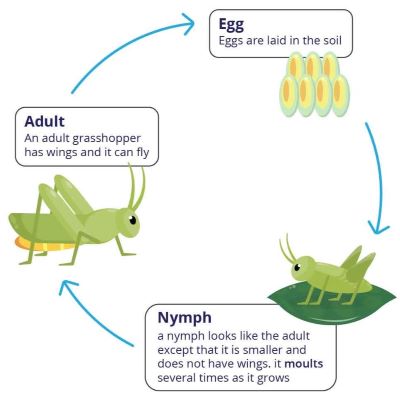 Egg
Eggs are laid in the soil
Adult
An adult grasshopper
has wings and it can fly
Nymph
a nymph looks like the adult
except that it is smaller and
does not have wings. it moults
several times as it grows